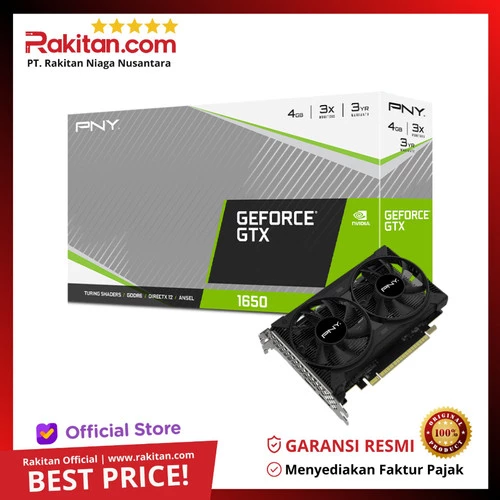 Rakitan.com
PT. Rakitan Niaga Nusantara
PNY
4GB
3X
3YR
PNY
4GB
3X
3YR
GEFORCE
GTX
NVIDIA
GEFORCE
GTX
1650
TURING SHADERS / GDDR6 / DIRECTX 12 / ANSEL
PNY
PNY
Official Store
Rakitan Official | www.rakitan.com
BEST PRICE!
GARANSI RESMI
Menyediakan Faktur Pajak
ORIGINAL
100%